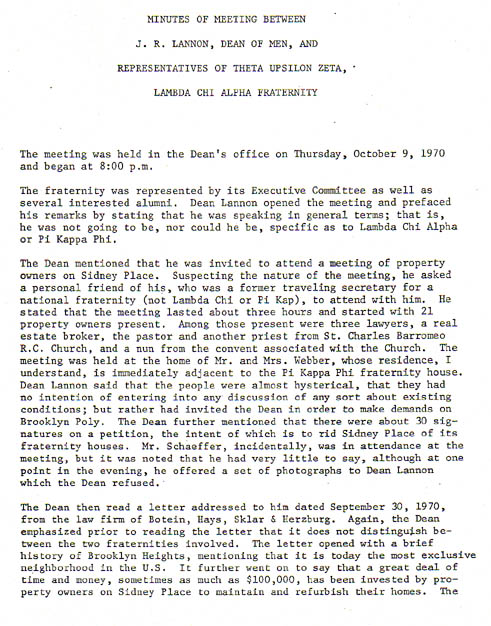 MINUTES OF MEETING BETWEEN
J. R. LANNON, DEAN OF MEN, AND
REPRESENTATIVES OF THETA UPSILON ZETA,
LAMBDA CHI ALPHA FRATERNITY
The meeting was held in the Dean's office on Thursday, October 9, 1970
and began at 8:00 p.m.
The fraternity was represented by its Executive Committee as well as
several interested alumni. Dean Lannon opened the meeting and prefaced
his remarks by stating that he was speaking in general terms; that is,
he was not going to be, nor could he be, specific as to Lambda Chi Alpha
or Pi Kappa Phi.
The Dean mentioned that he was invited to attend a meeting of property
owners on Sidney Place. Suspecting the nature of the meeting, he asked
a personal friend of his, who was a former traveling secretary for a
national fraternity (not Lambda Chi or Pi Kap), to attend with him. He
stated that the meeting lasted about three hours and started with 21
property owners present. Among those present were three lawyers, a real
estate broker, the pastor and another priest from St. Charles Barromeo
R.C. Church, and a nun from the convent associated with the Church. The
meeting was held at the home of Mr. and Mrs. Webber, whose residence, I
understand, is immediately adjacent to the Pi Kappa Phi fraternity house.
Dean Lannon said that the people were almost hysterical, that they had
no intention of entering into any discussion of any sort about existing
conditions; but rather had invited the Dean in order to make demands on
Brooklyn Poly. The Dean further mentioned that there were about 30 sig-
natures on a petition, the intent of which is to rid Sidney Place of its
fraternity houses. Mr. Schaeffer, incidentally, was in attendance at the
meeting, but it was noted that he had very little to say, although at one
point in the evening, he offered a set of photographs to Dean Lannon
which the Dean refused.
The Dean then read a letter addressed to him dated September 30, 1970,
from the law firm of Botein, Hays, Sklar & Herzburg. Again, the Dean
emphasized prior to reading the letter that it does not distinguish be-
tween the two fraternities involved. The letter opened with a brief
history of Brooklyn Heights, mentioning that it is today the most exclusive
neighborhood in the U.S. It further went on to say that a great deal of
time and money, sometimes as much as $100,000, has been invested by pro-
perty owners on Sidney Place to maintain and refurbish their homes. The